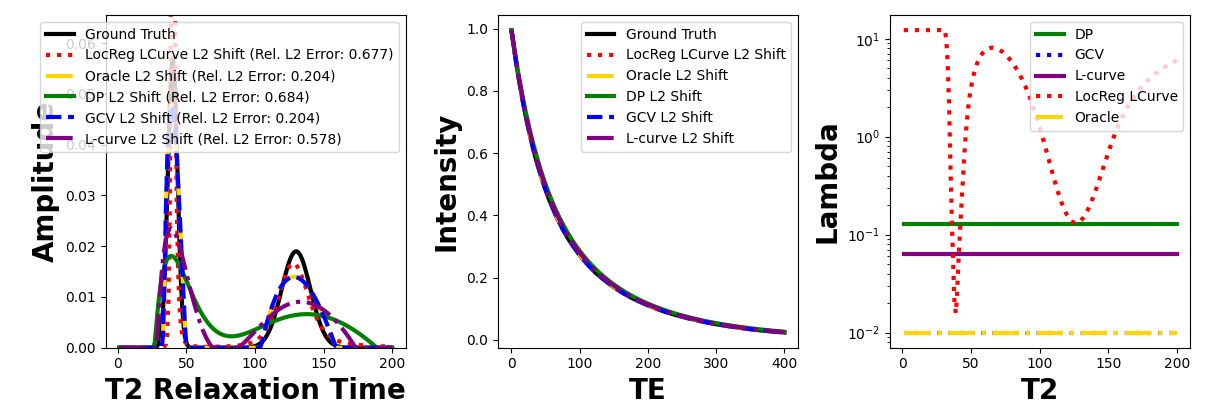 Amplitude
0.06
0.05
0.04
0.03
0.02
0.01
0.00
Ground Truth
LocReg LCurve L2 Shift (Rel. L2 Error: 0.677)
Oracle L2 Shift (Rel. L2 Error: 0.204)
DP L2 Shift (Rel. L2 Error: 0.684)
GCV L2 Shift (Rel. L2 Error: 0.204)
L-curve L2 Shift (Rel. L2 Error: 0.578)
0 50 100 150 200
T2 Relaxation Time
Intensity
1.0
0.8
0.6
0.4
0.2
0.0
Ground Truth
LocReg LCurve L2 Shift
Oracle L2 Shift
DP L2 Shift
GCV L2 Shift
L-curve L2 Shift
0 100 200 300 400
TE
Lambda
10¹
10⁰
10⁻¹
10⁻²
DP
GCV
L-curve
LocReg LCurve
Oracle
0 50 100 150 200
T2